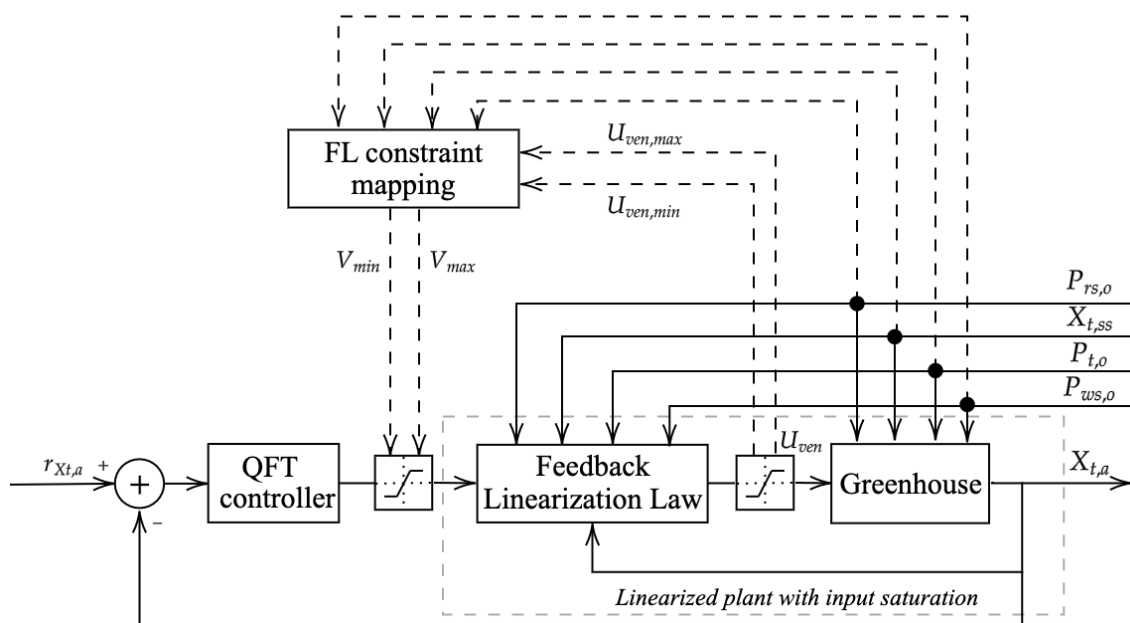 U_ven,max
FL constraint
mapping
U_ven,min
V_min
V_max
P_rs,o
X_t,ss
P_t,o
P_ws,o
U_ven
r_Xt,a
+
+
−
QFT
controller
Feedback
Linearization Law
Greenhouse
X_t,a
Linearized plant with input saturation